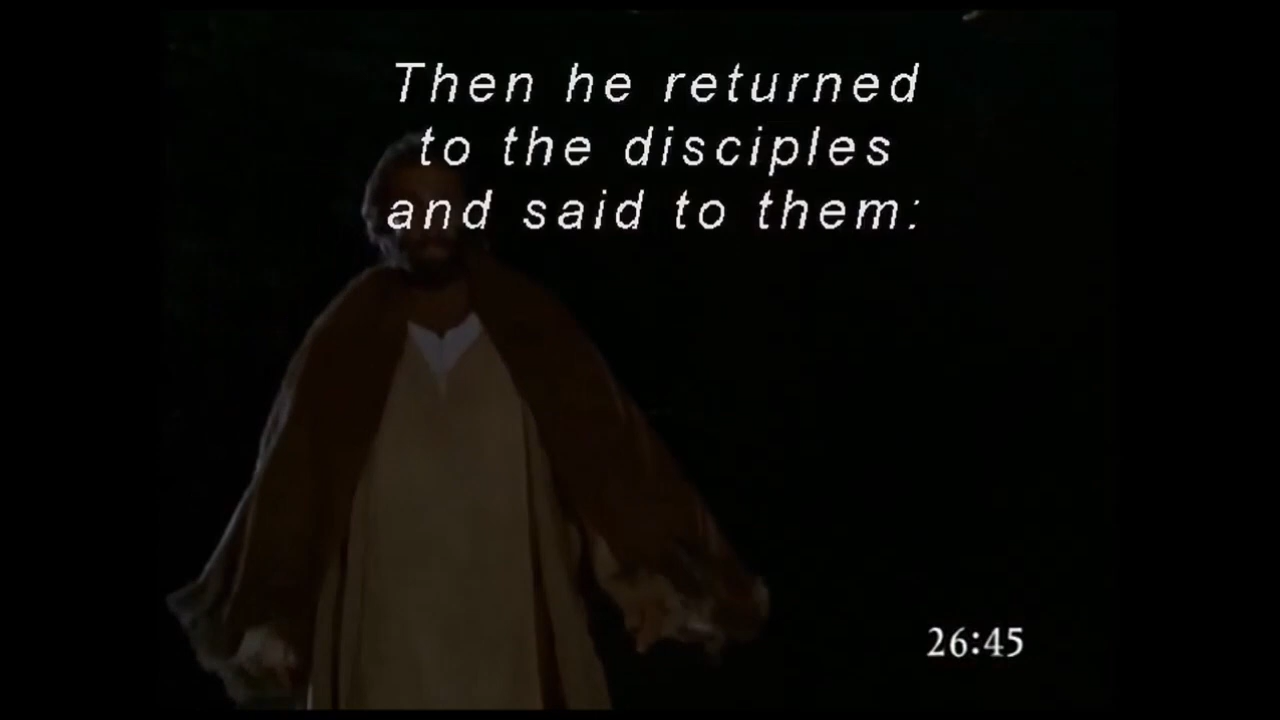 Then he returned
to the disciples
and said to them:
26:45